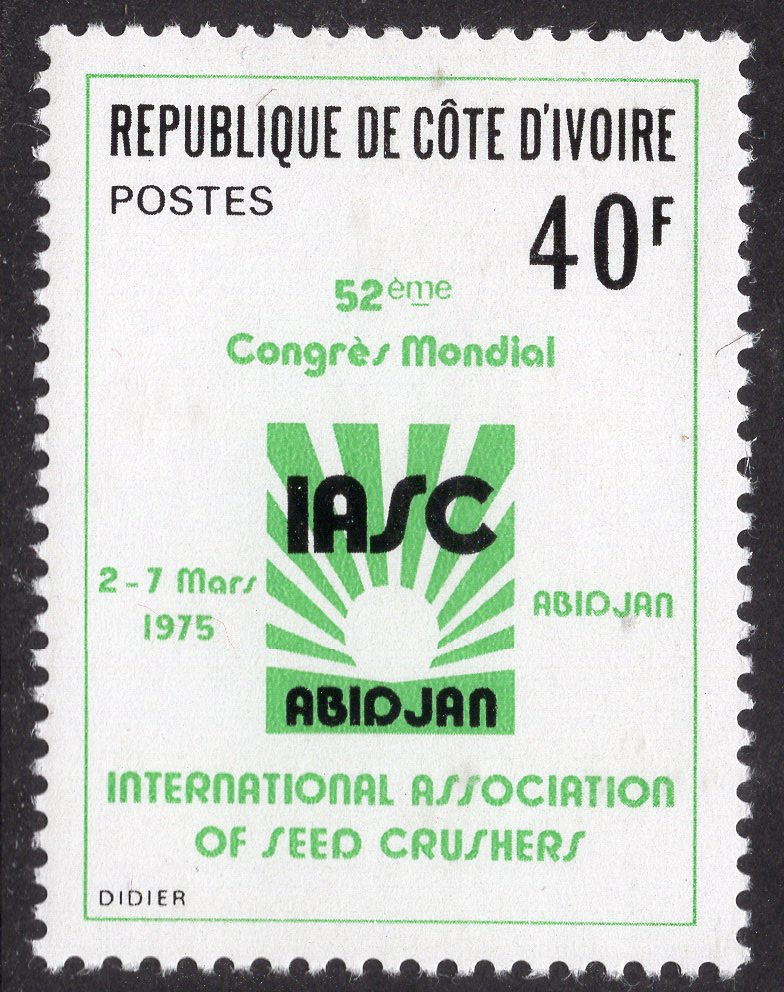 REPUBLIQUE DE CÔTE D'IVOIRE
POSTES
40F
52ème
Congrès Mondial
IASC
2-7 Mars
1975
ABIDJAN
ABIDJAN
INTERNATIONAL ASSOCIATION
OF SEED CRUSHERS
DIDIER